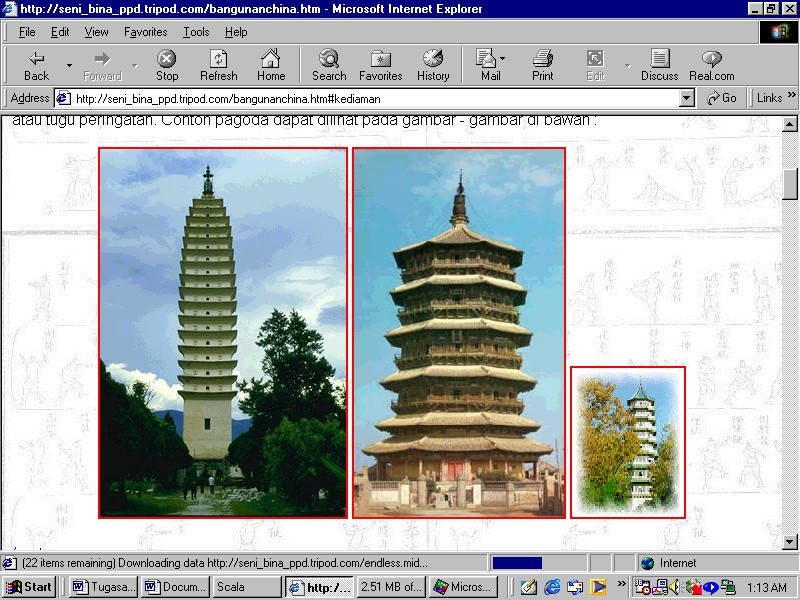 http://seni_bina_ppd.tripod.com/bangunanchina.htm - Microsoft Internet Explorer
File Edit View Favorites Tools Help
Back Forward Stop Refresh Home Search Favorites History Mail Print Edit Discuss Real.com
Address http://seni_bina_ppd.tripod.com/bangunanchina.htm#kediaman Go Links »
atau tugu peringatan. Contoh pagoda dapat dilihat pada gambar - gambar di bawah :
(22 items remaining) Downloading data http://seni_bina_ppd.tripod.com/endless.mid... Internet
Start Tugasa... Docum... Scala http:/... 2.51 MB of... Micros... » 1:13 AM